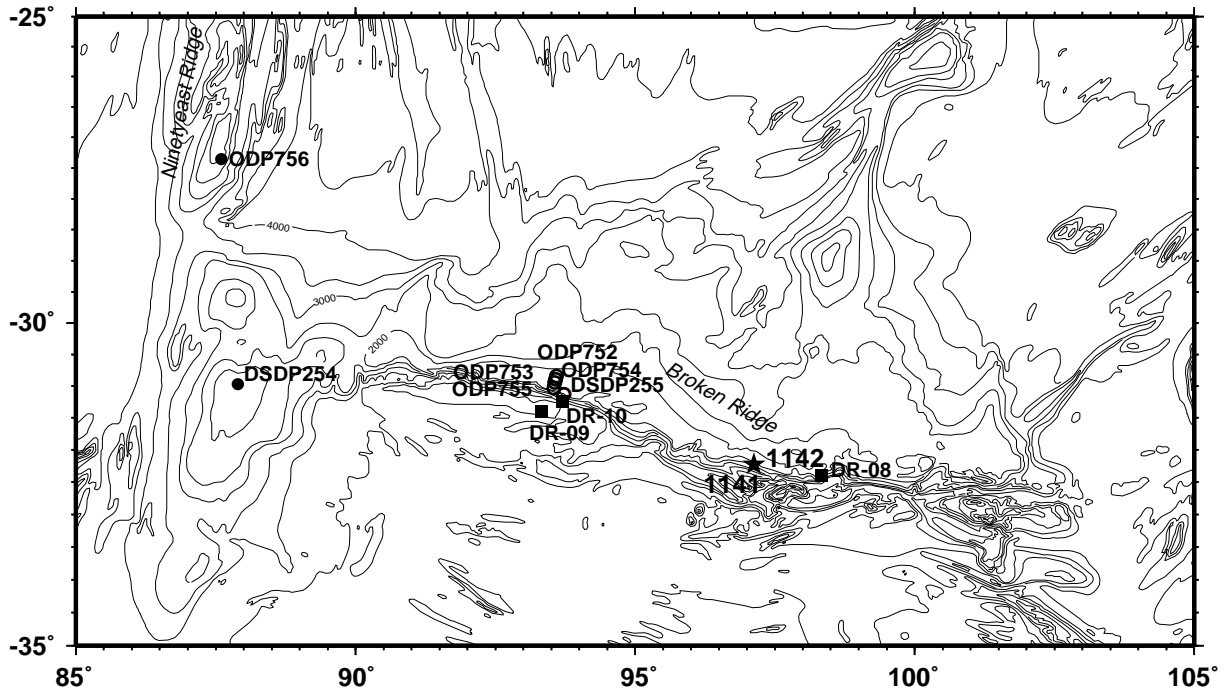 -25
Ninetyeast Ridge
ODP756
4000
3000
-30
2000
ODP752
DSDP254
ODP753
ODP754
ODP755
DSDP255
Broken Ridge
DR-10
DR-09
1142
DR-08
1141
-35
85˚
90˚
95˚
100˚
105˚